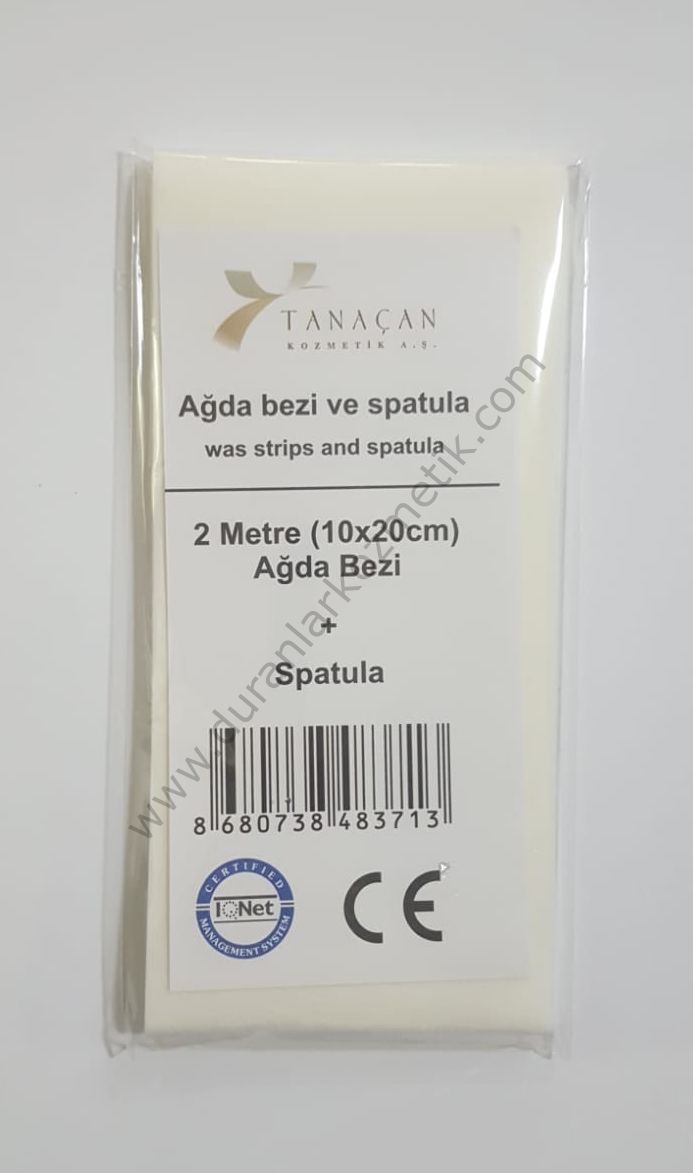 TANAÇAN
KOZMETİK A.Ş.
Ağda bezi ve spatula
was strips and spatula
2 Metre (10x20cm)
Ağda Bezi
+
Spatula
8 680738 483713
CERTIFIED
IQNet
MANAGEMENT SYSTEM
CE
www.duranlarkozmetik.com